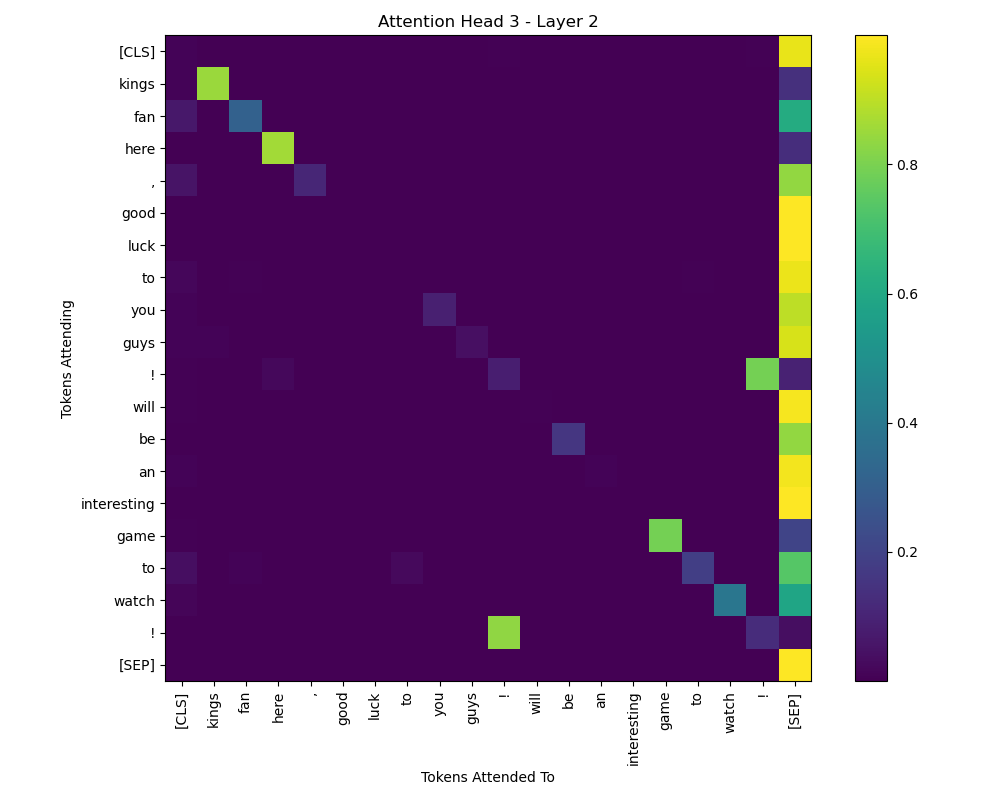 Attention Head 3 - Layer 2
Tokens Attending
[CLS]
kings
fan
here
,
good
luck
to
you
guys
!
will
be
an
interesting
game
to
watch
!
[SEP]
[CLS]
kings
fan
here
,
good
luck
to
you
guys
!
will
be
an
interesting
game
to
watch
!
[SEP]
Tokens Attended To
0.8
0.6
0.4
0.2